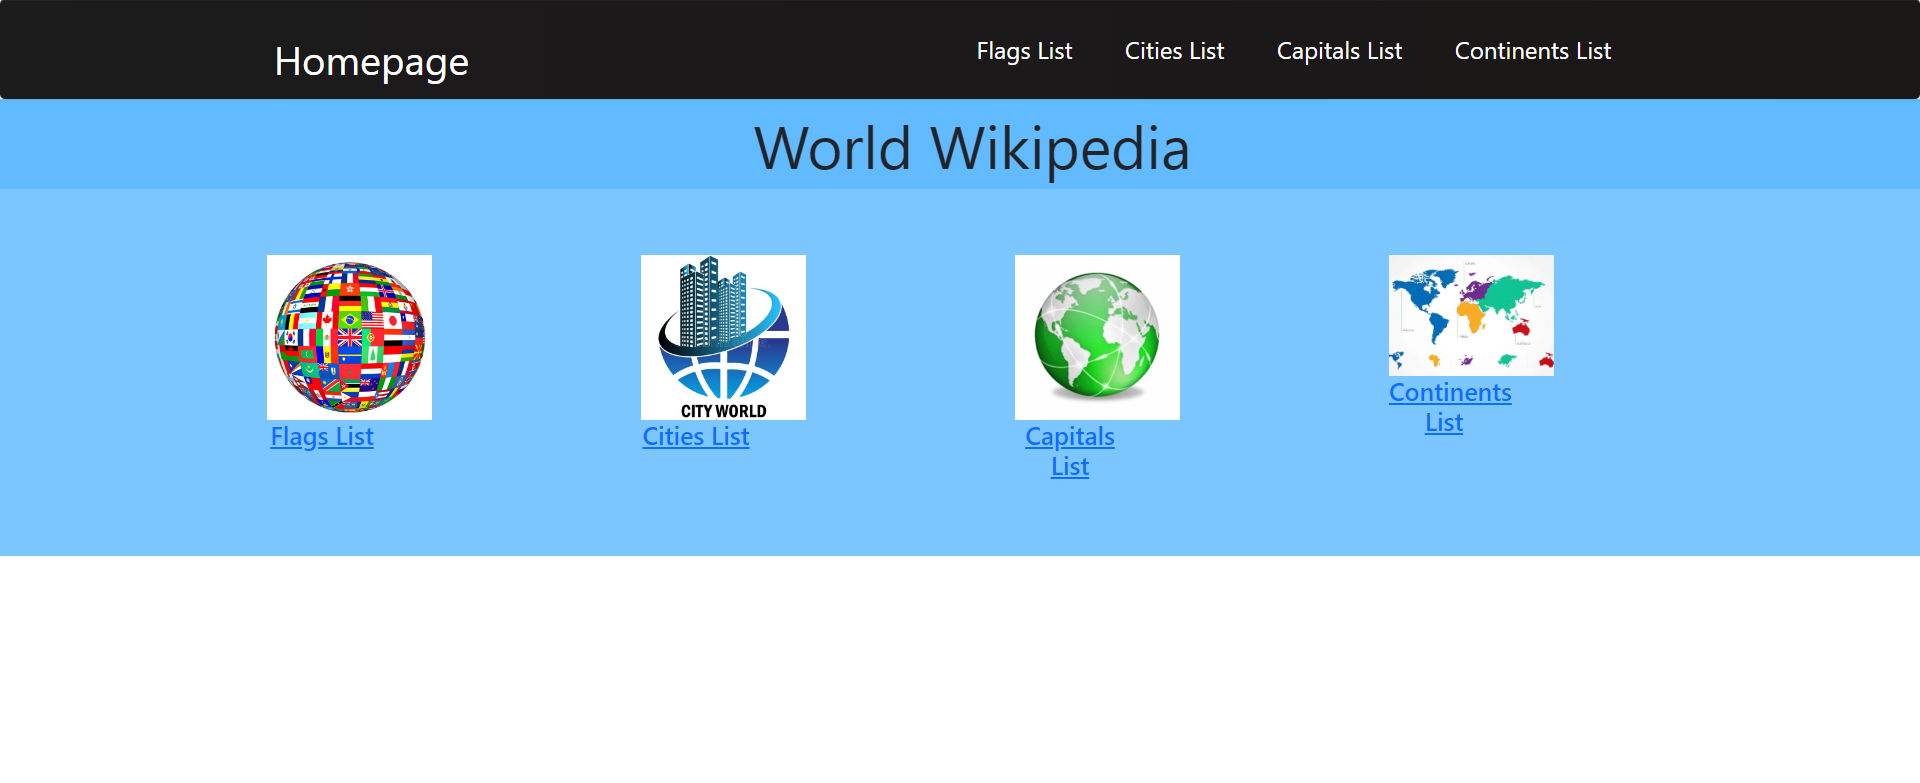 Homepage
Flags List
Cities List
Capitals List
Continents List
World Wikipedia
CITY WORLD
Flags List
Cities List
Capitals
List
Continents
List